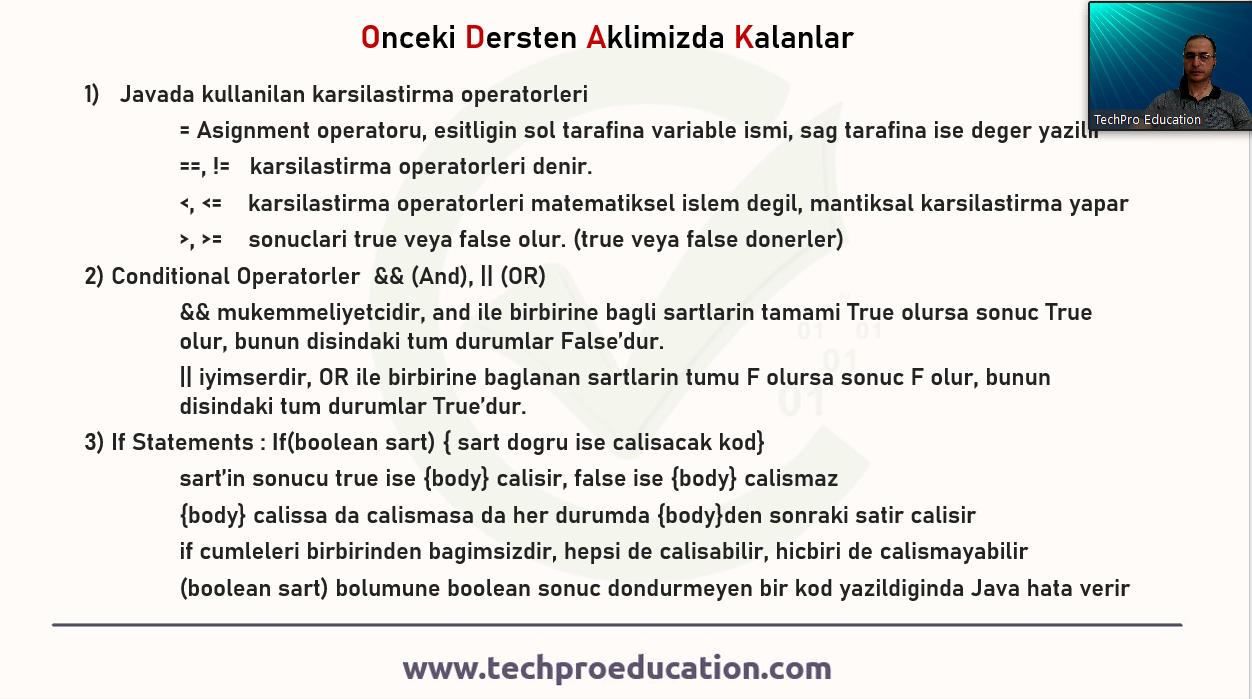 Onceki Dersten Aklimizda Kalanlar
TechPro Education
1) Javada kullanilan karsilastirma operatorleri
= Asignment operatoru, esitligin sol tarafina variable ismi, sag tarafina ise deger yazilir
==, != karsilastirma operatorleri denir.
<, <= karsilastirma operatorleri matematiksel islem degil, mantiksal karsilastirma yapar
>, >= sonuclari true veya false olur. (true veya false donerler)
2) Conditional Operatorler && (And), || (OR)
&& mukemmeliyetcidir, and ile birbirine bagli sartlarin tamami True olursa sonuc True
olur, bunun disindaki tum durumlar False’dur.
|| iyimserdir, OR ile birbirine baglanan sartlarin tumu F olursa sonuc F olur, bunun
disindaki tum durumlar True’dur.
3) If Statements : If(boolean sart) { sart dogru ise calisacak kod}
sart’in sonucu true ise {body} calisir, false ise {body} calismaz
{body} calissa da calismasa da her durumda {body}den sonraki satir calisir
if cumleleri birbirinden bagimsizdir, hepsi de calisabilir, hicbiri de calismayabilir
(boolean sart) bolumune boolean sonuc dondurmeyen bir kod yazildiginda Java hata verir
01 01
01
01
www.techproeducation.com